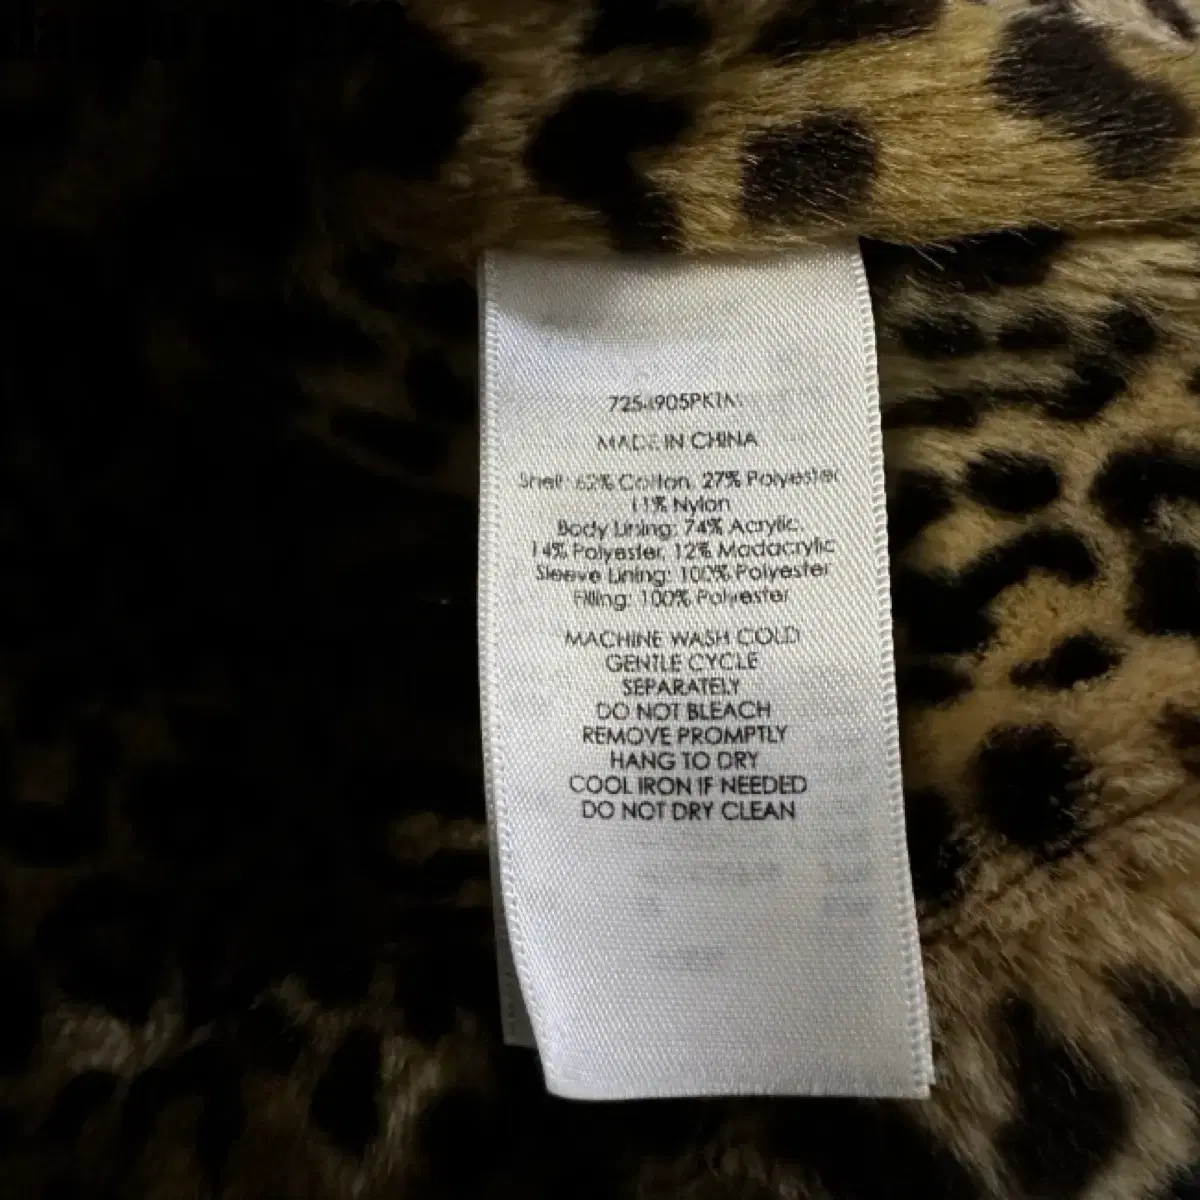 MADE IN CHINA
Shell: 62% Cotton, 27% Polyester
11% Nylon
Body Lining: 74% Acrylic,
14% Polyester, 12% Modacrylic
Sleeve Lining: 100% Polyester
Filling: 100% Polyester
MACHINE WASH COLD
GENTLE CYCLE
SEPARATELY
DO NOT BLEACH
REMOVE PROMPTLY
HANG TO DRY
COOL IRON IF NEEDED
DO NOT DRY CLEAN